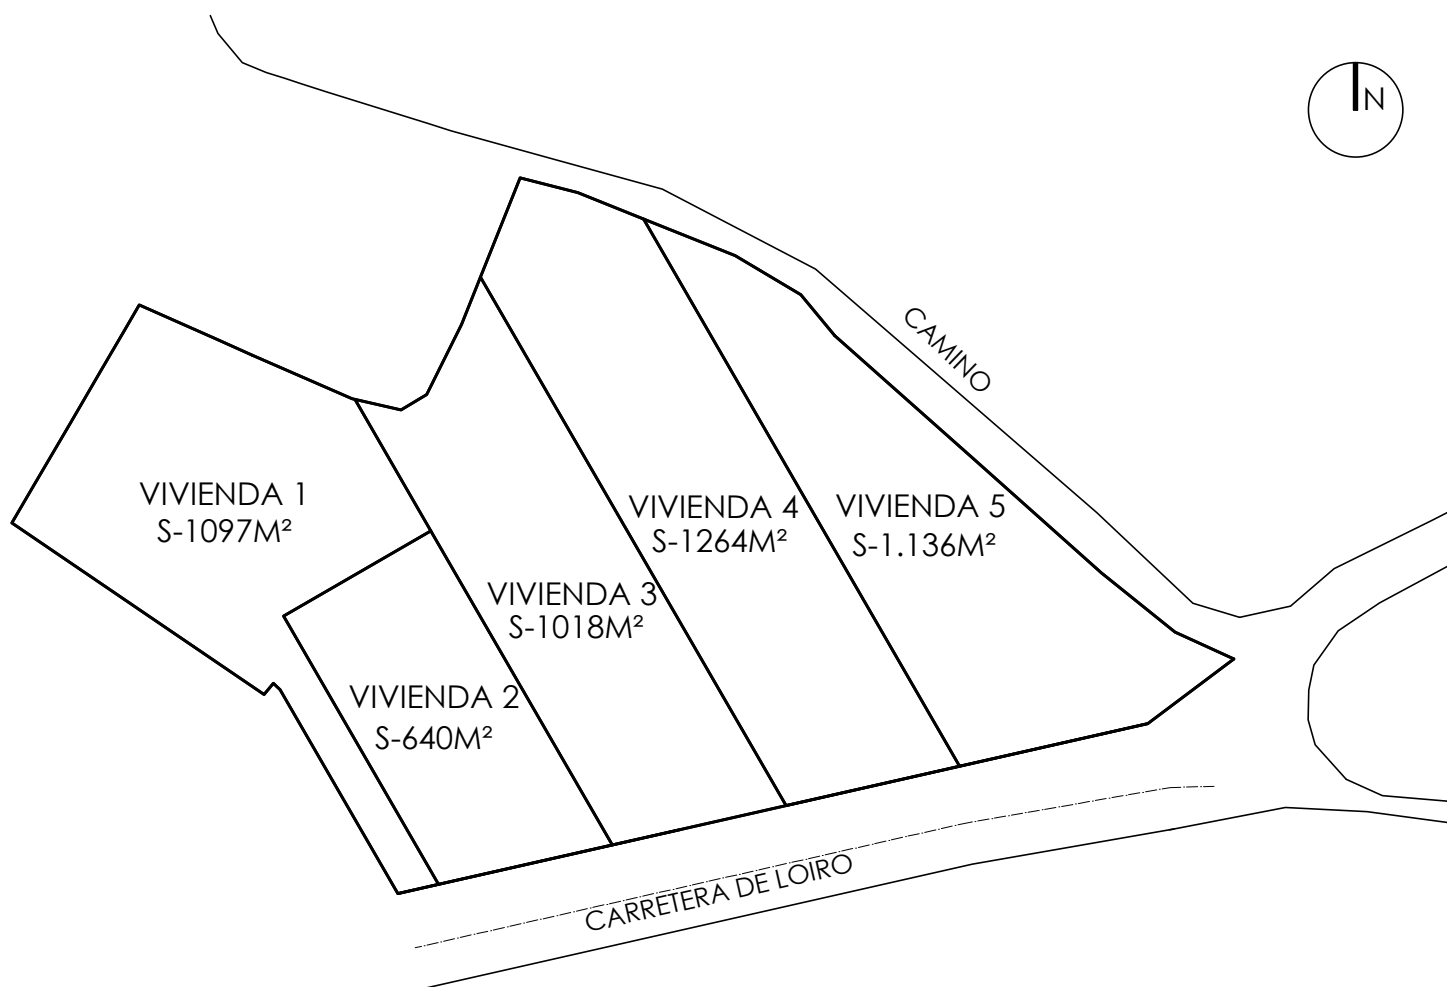 N
CAMINO
VIVIENDA 1
S-1097M²
VIVIENDA 4
S-1264M²
VIVIENDA 5
S-1.136M²
VIVIENDA 3
S-1018M²
VIVIENDA 2
S-640M²
CARRETERA DE LOIRO